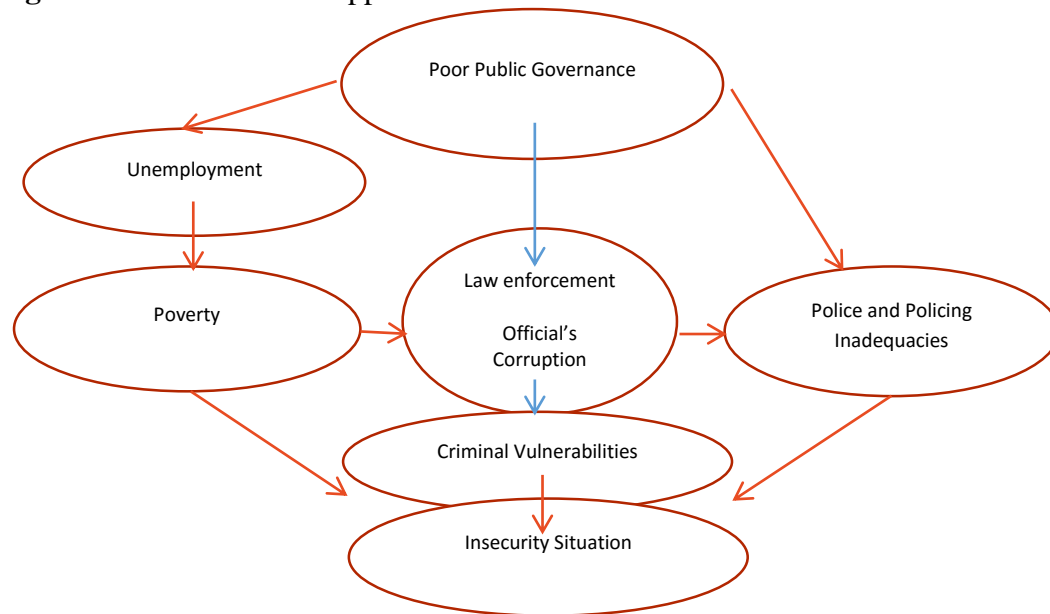 Poor Public Governance
Unemployment
Law enforcement
Poverty
Police and Policing
Official’s
Inadequacies
Corruption
Criminal Vulnerabilities
Insecurity Situation